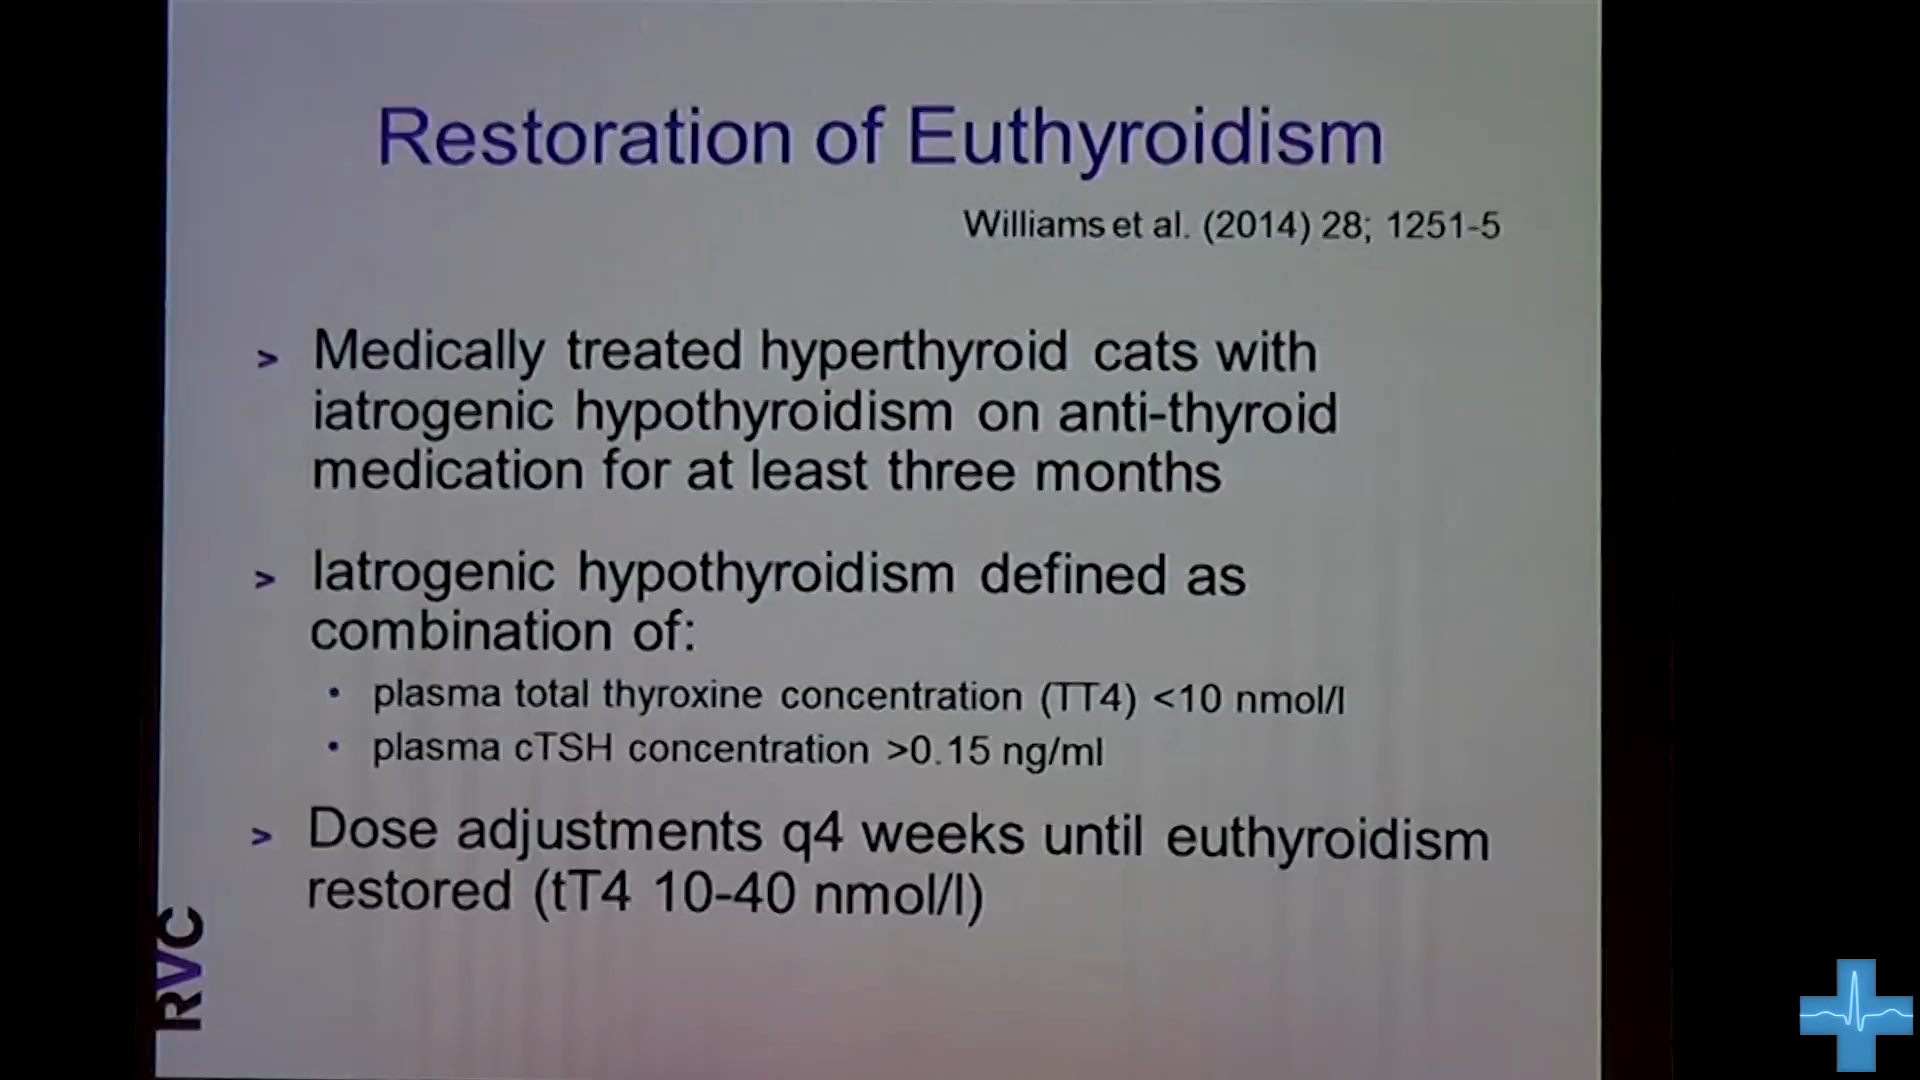 Restoration of Euthyroidism
Williams et al. (2014) 28; 1251-5
> Medically treated hyperthyroid cats with
iatrogenic hypothyroidism on anti-thyroid
medication for at least three months
> Iatrogenic hypothyroidism defined as
combination of:
• plasma total thyroxine concentration (TT4) <10 nmol/l
• plasma cTSH concentration >0.15 ng/ml
> Dose adjustments q4 weeks until euthyroidism
restored (tT4 10-40 nmol/l)
RVC